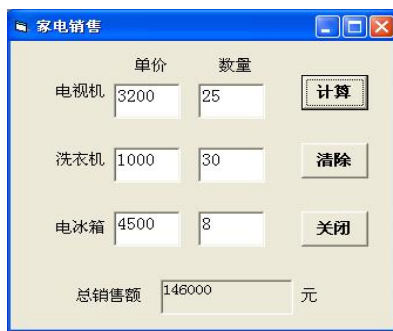 家电销售
单价 数量
电视机 3200 25 计算
洗衣机 1000 30 清除
电冰箱 4500 8 关闭
总销售额 146000 元